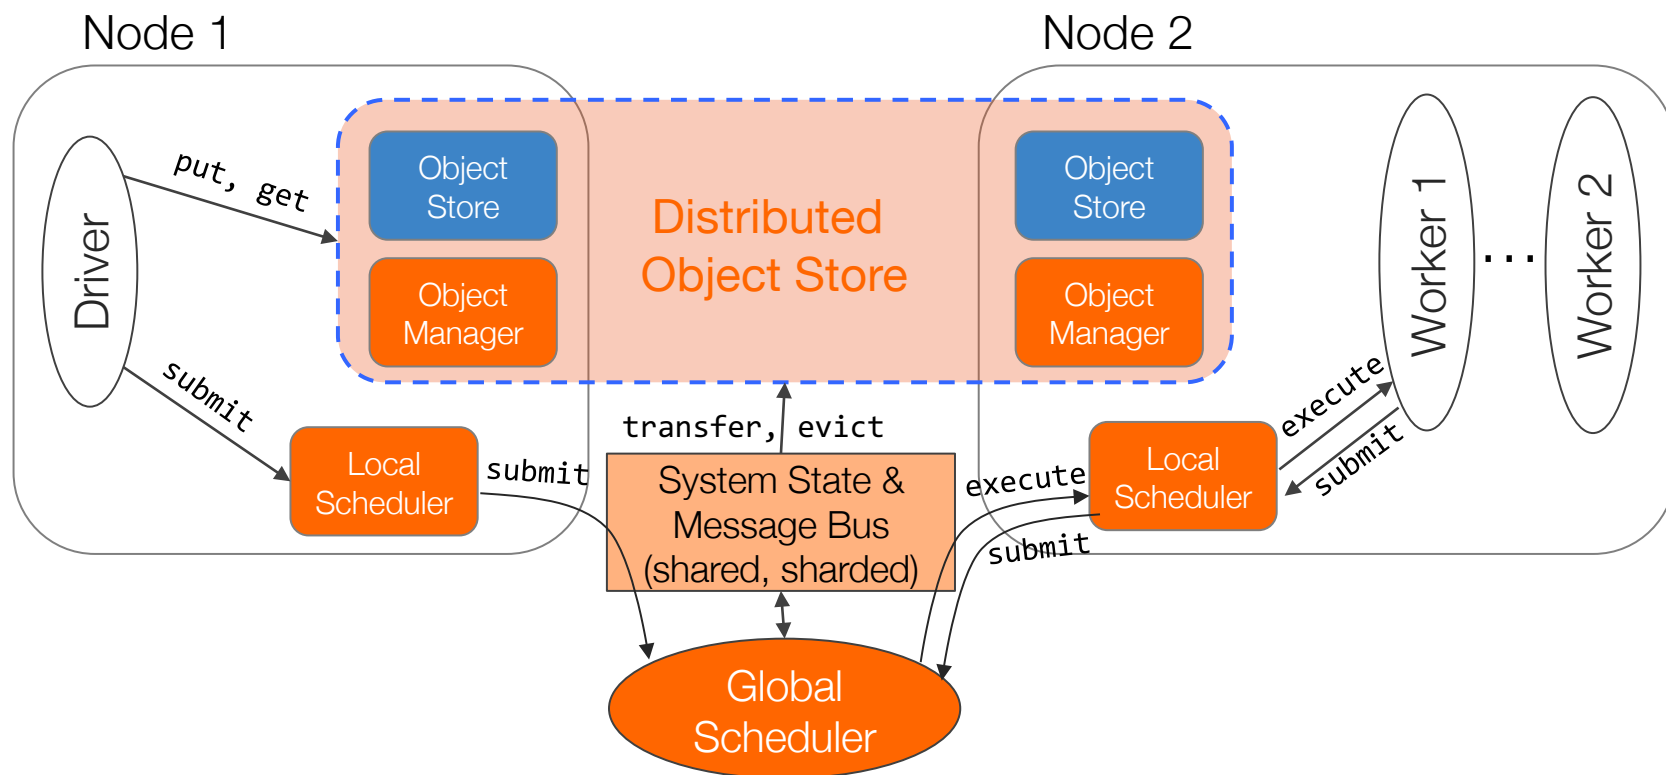 Node 1
Node 2
put, get
Object
Store
Distributed
Object Store
Object
Store
Driver
Object
Manager
Object
Manager
Worker 1
...
Worker 2
submit
transfer, evict
execute
submit
Local
Scheduler
submit
System State &
Message Bus
(shared, sharded)
execute
submit
Local
Scheduler
Global
Scheduler